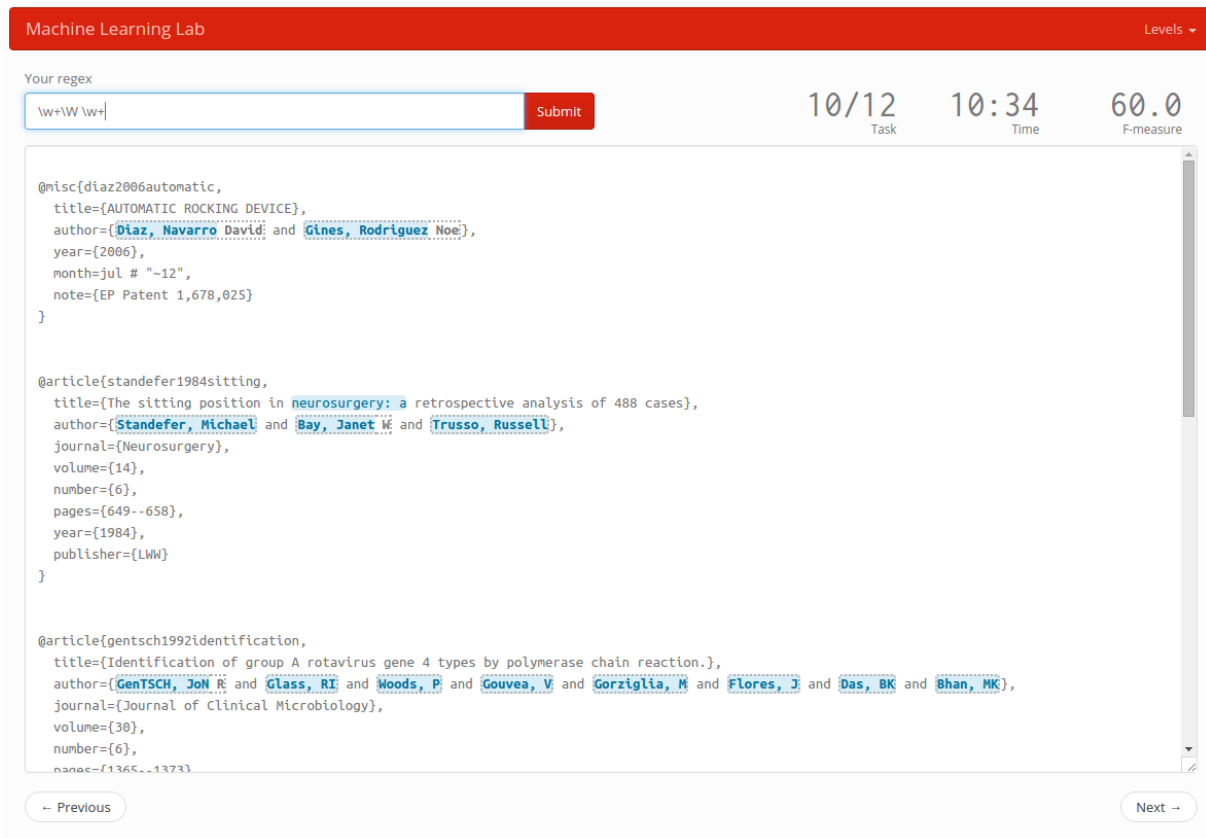 Machine Learning Lab
Levels
Your regex
\w+\W \w+
Submit
10/12
Task
10:34
Time
60.0
F-measure
@misc{diaz2006automatic,
title={AUTOMATIC ROCKING DEVICE},
author={Diaz, Navarro David and Gines, Rodriguez Noe},
year={2006},
month=jul # "~12",
note={EP Patent 1,678,025}
}
@article{standefer1984sitting,
title={The sitting position in neurosurgery: a retrospective analysis of 488 cases},
author={Standefer, Michael and Bay, Janet W and Trusso, Russell},
journal={Neurosurgery},
volume={14},
number={6},
pages={649--658},
year={1984},
publisher={LWW}
}
@article{gentsch1992identification,
title={Identification of group A rotavirus gene 4 types by polymerase chain reaction.},
author={GenTSCH, JoN R and Glass, RI and Woods, P and Gouvea, V and Gorziglia, M and Flores, J and Das, BK and Bhan, MK},
journal={Journal of Clinical Microbiology},
volume={30},
number={6},
pages={1365--1373}
← Previous
Next →